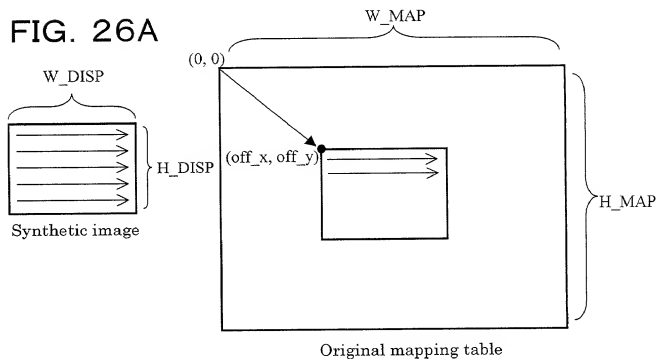 FIG. 26A
W_MAP
(0, 0)
W_DISP
(off_x, off_y)
H_DISP
H_MAP
Synthetic image
Original mapping table